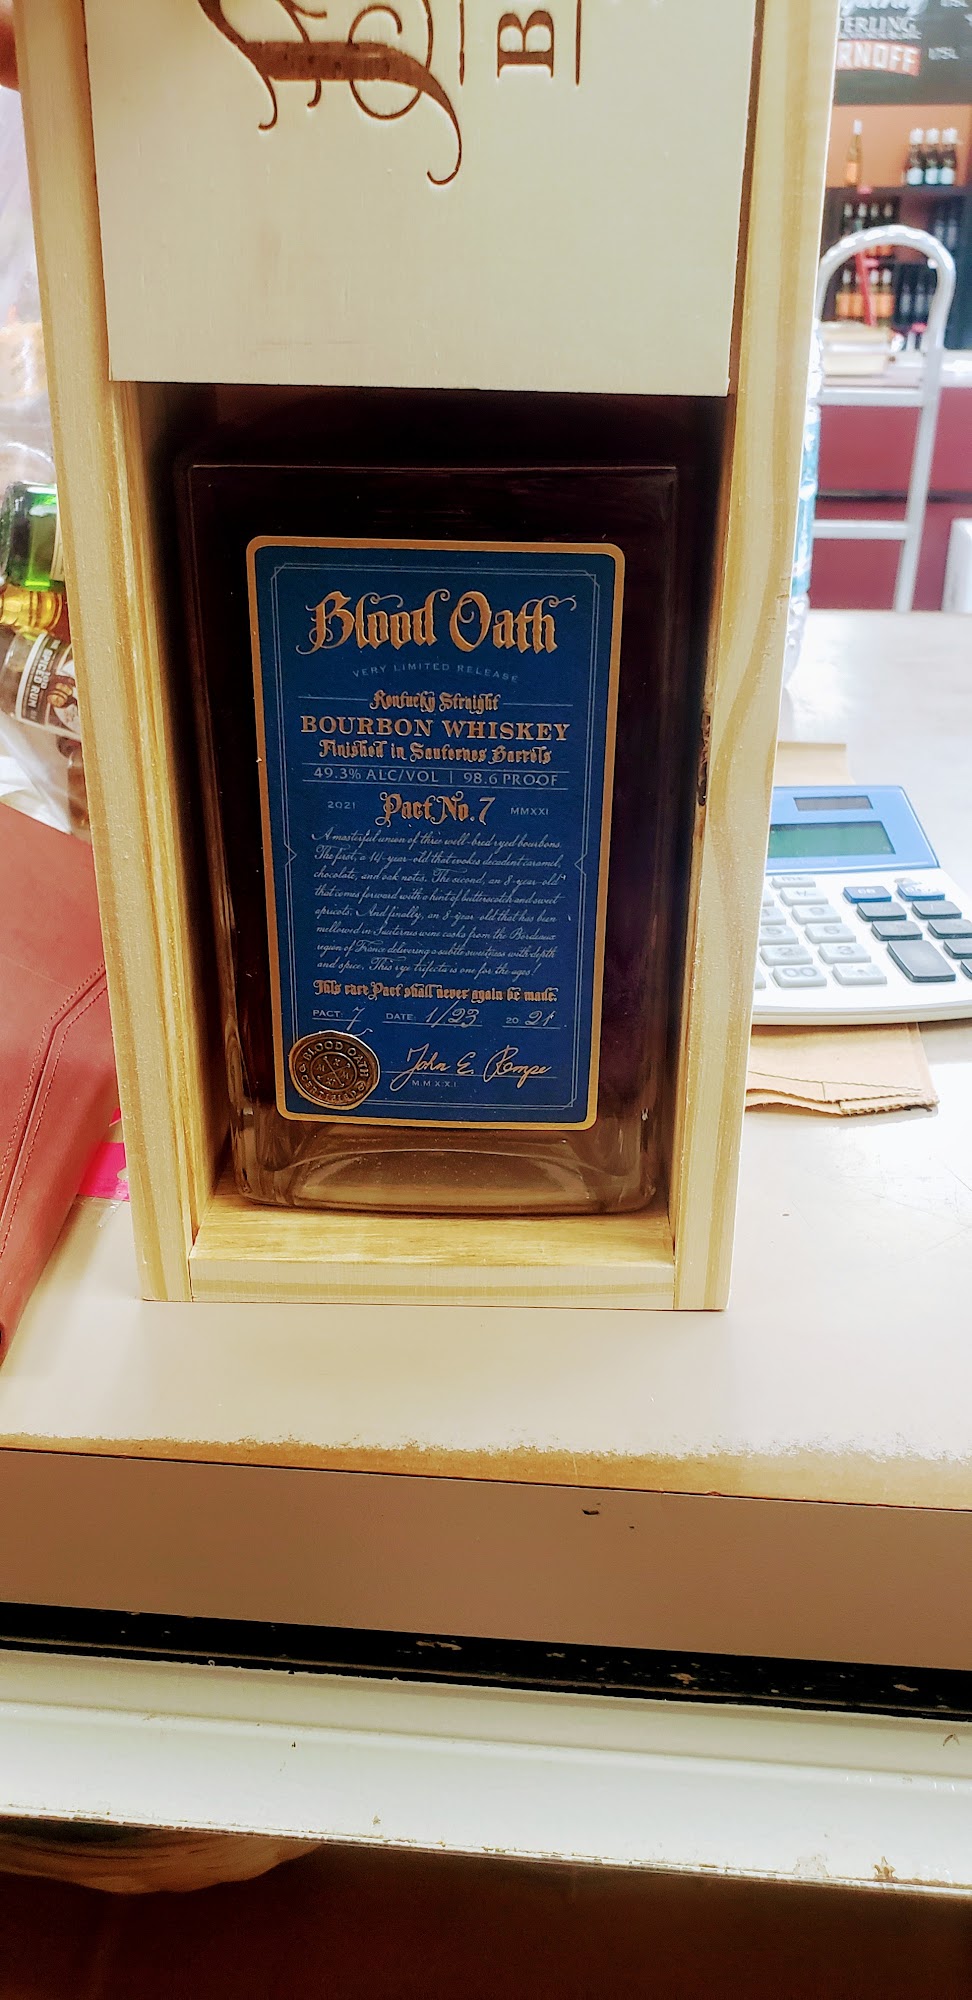 B
ERLING
RNOFF
Blood Oath
VERY LIMITED RELEASE
Kentucky Straight
BOURBON WHISKEY
Finished in Sauternes Barrels
49.3% ALC/VOL | 98.6 PROOF
2021 Pact No. 7 MMXXI
A masterful union of three well-bred ryed bourbons.
The first, a 14-year-old that evokes decadent caramel,
chocolate, and oak notes. The second, an 8-year-old
that comes forward with a hint of butterscotch and sweet
apricots. And finally, an 8-year-old that has been
mellowed in Sauternes wine casks from the Bordeaux
region of France delivering a subtle sweetness with depth
and spice. This rye trifecta is one for the ages!
This rare Pact shall never again be made.
PACT: 7 DATE: 1/23 20 21
BLOOD OATH
CERTIFIED
John E. Rempe
MMXXI